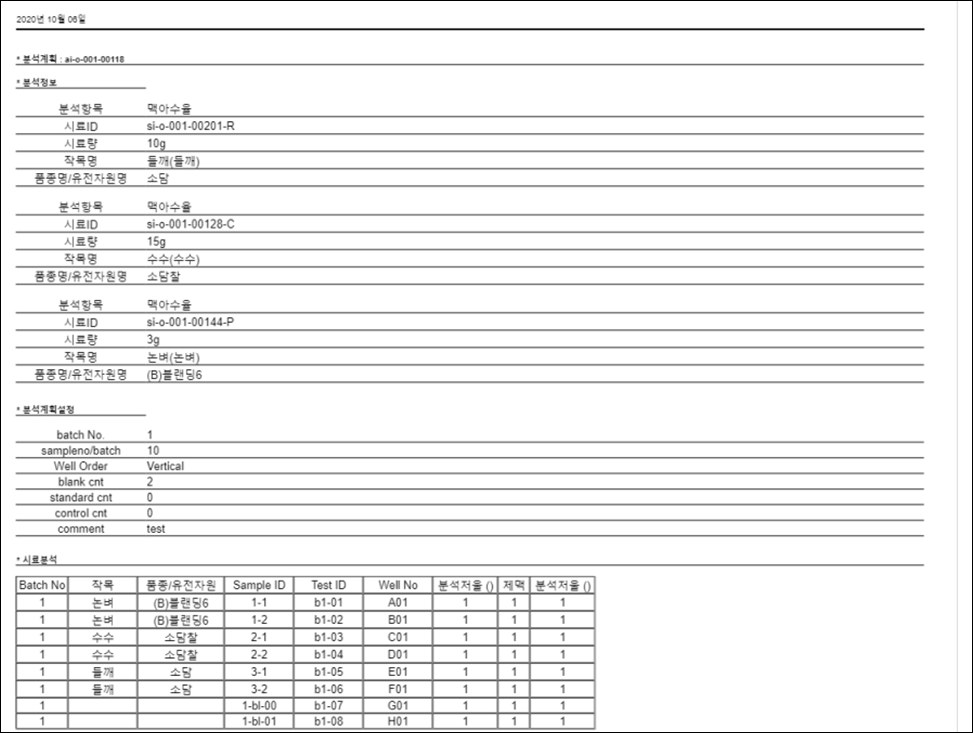 2020년 10월 06일
* 분석계획 : ai-o-001-00118
* 분석정보
분석항목 맥아수율
시료ID si-o-001-00201-R
시료량 10g
작목명 들깨(들깨)
품종명/유전자원명 소담
분석항목 맥아수율
시료ID si-o-001-00128-C
시료량 15g
작목명 수수(수수)
품종명/유전자원명 소담찰
분석항목 맥아수율
시료ID si-o-001-00144-P
시료량 3g
작목명 논벼(논벼)
품종명/유전자원명 (B)블랜딩6
* 분석계획설정
batch No. 1
sampleno/batch 10
Well Order Vertical
blank cnt 2
standard cnt 0
control cnt 0
comment test
* 시료분석
Batch No 작목 품종/유전자원 Sample ID Test ID Well No 분석저울 () 제맥 분석저울 ()
1 논벼 (B)블랜딩6 1-1 b1-01 A01 1 1 1
1 논벼 (B)블랜딩6 1-2 b1-02 B01 1 1 1
1 수수 소담찰 2-1 b1-03 C01 1 1 1
1 수수 소담찰 2-2 b1-04 D01 1 1 1
1 들깨 소담 3-1 b1-05 E01 1 1 1
1 들깨 소담 3-2 b1-06 F01 1 1 1
1 1-bl-00 b1-07 G01 1 1 1
1 1-bl-01 b1-08 H01 1 1 1